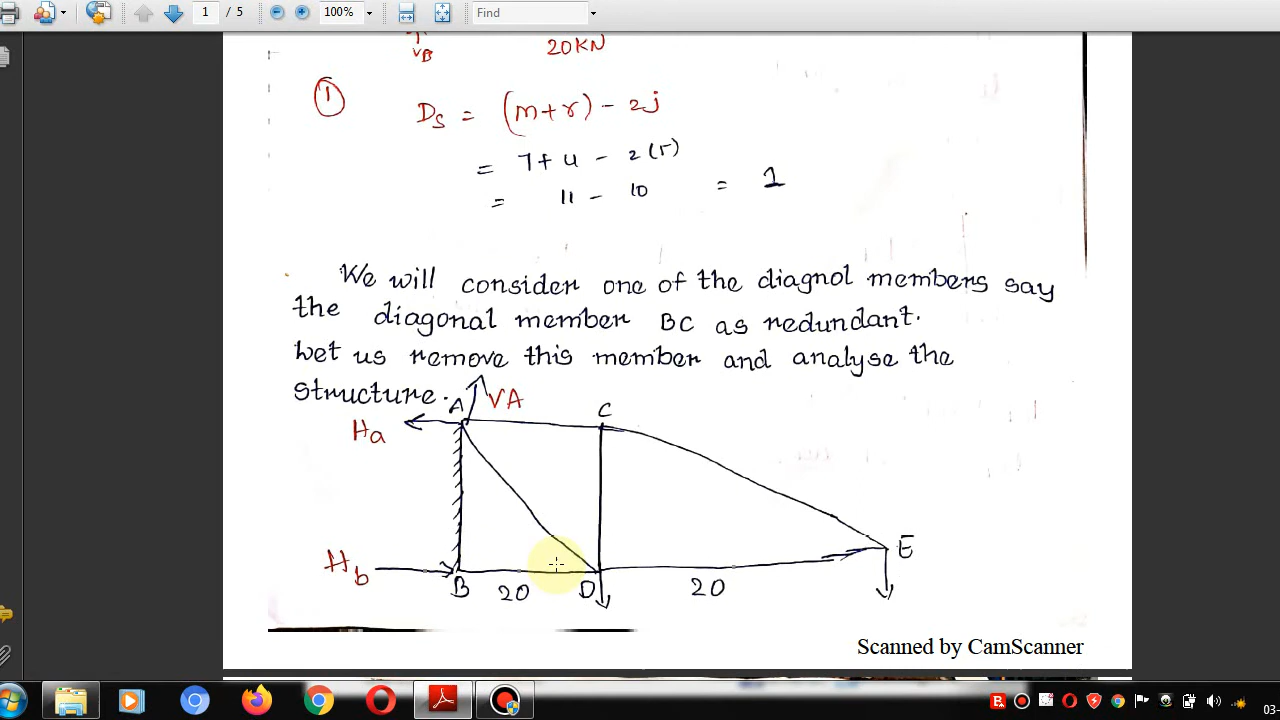 1 / 5
100%
Find
VB
20KN
1
Ds = (m+r) - 2j
= 7+4 - 2(5)
= 11 - 10 = 1
We will consider one of the diagnol members say
the diagonal member BC as redundant.
Let us remove this member and analyse the
structure.
A
VA
C
Ha
E
Hb
B
20
D
20
Scanned by CamScanner
03-